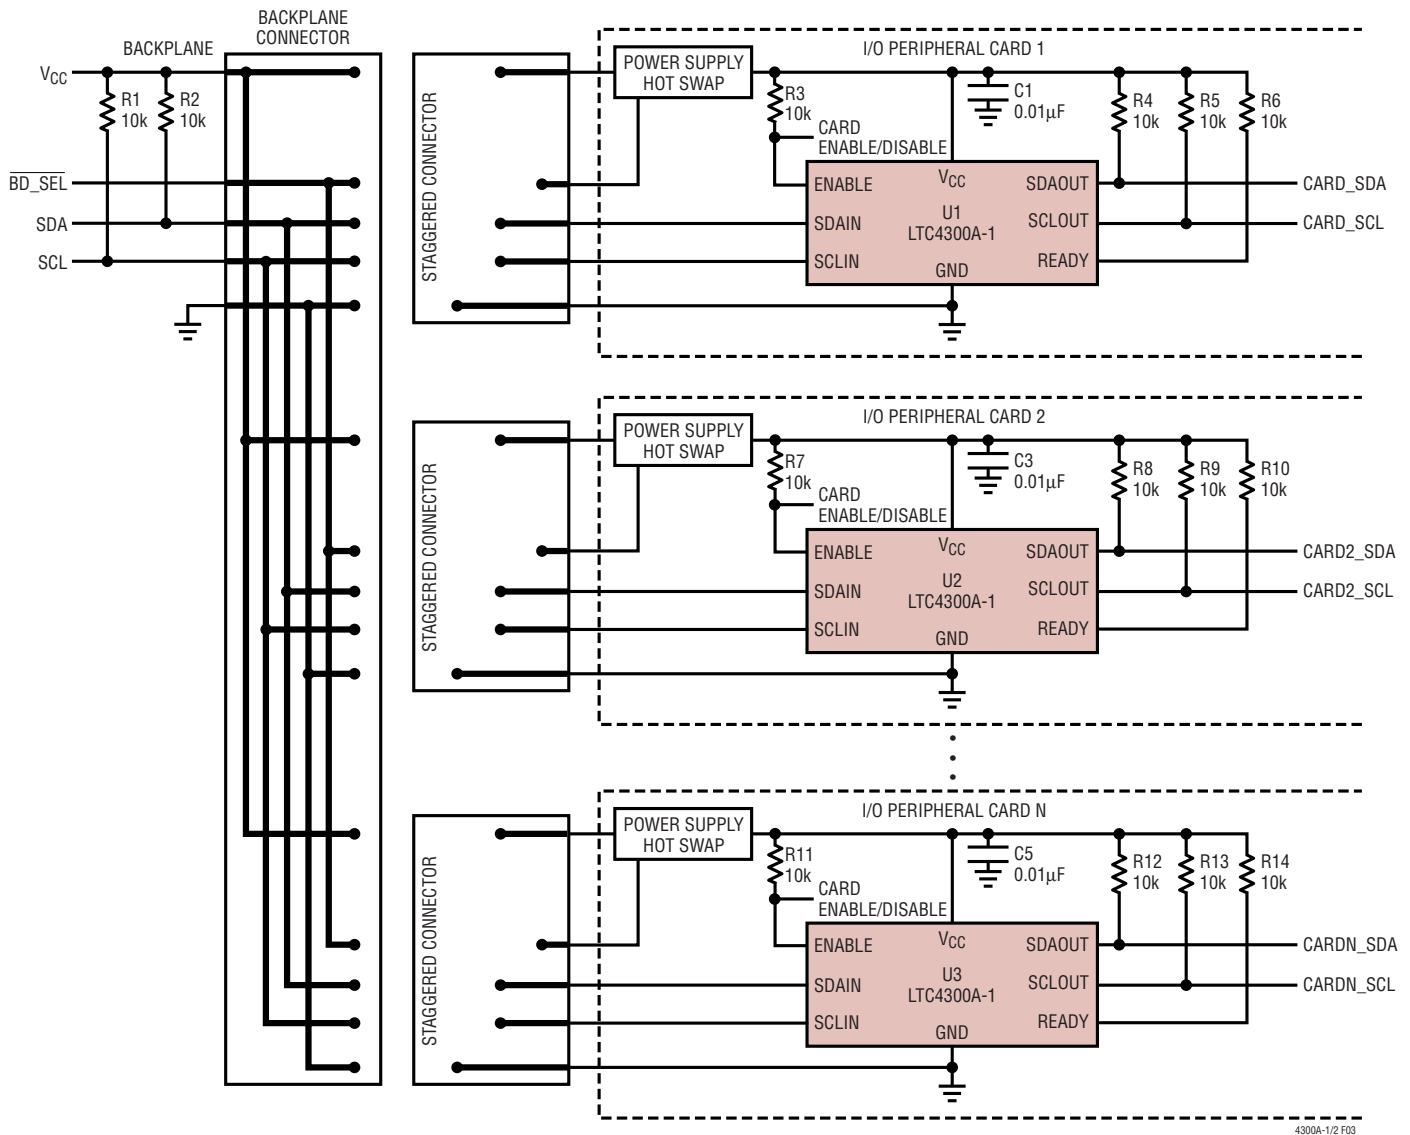 BACKPLANE
CONNECTOR
BACKPLANE
VCC
R1
10k
R2
10k
BD_SEL
SDA
SCL
STAGGERED CONNECTOR
POWER SUPPLY
HOT SWAP
I/O PERIPHERAL CARD 1
R3
10k
CARD
ENABLE/DISABLE
C1
0.01µF
R4
10k
R5
10k
R6
10k
ENABLE
VCC
SDAOUT
CARD_SDA
SDAIN
U1
LTC4300A-1
SCLOUT
CARD_SCL
SCLIN
GND
READY
STAGGERED CONNECTOR
POWER SUPPLY
HOT SWAP
I/O PERIPHERAL CARD 2
R7
10k
CARD
ENABLE/DISABLE
C3
0.01µF
R8
10k
R9
10k
R10
10k
ENABLE
VCC
SDAOUT
CARD2_SDA
SDAIN
U2
LTC4300A-1
SCLOUT
CARD2_SCL
SCLIN
GND
READY
STAGGERED CONNECTOR
POWER SUPPLY
HOT SWAP
I/O PERIPHERAL CARD N
R11
10k
CARD
ENABLE/DISABLE
C5
0.01µF
R12
10k
R13
10k
R14
10k
ENABLE
VCC
SDAOUT
CARDN_SDA
SDAIN
U3
LTC4300A-1
SCLOUT
CARDN_SCL
SCLIN
GND
READY
4300A-1/2 F03